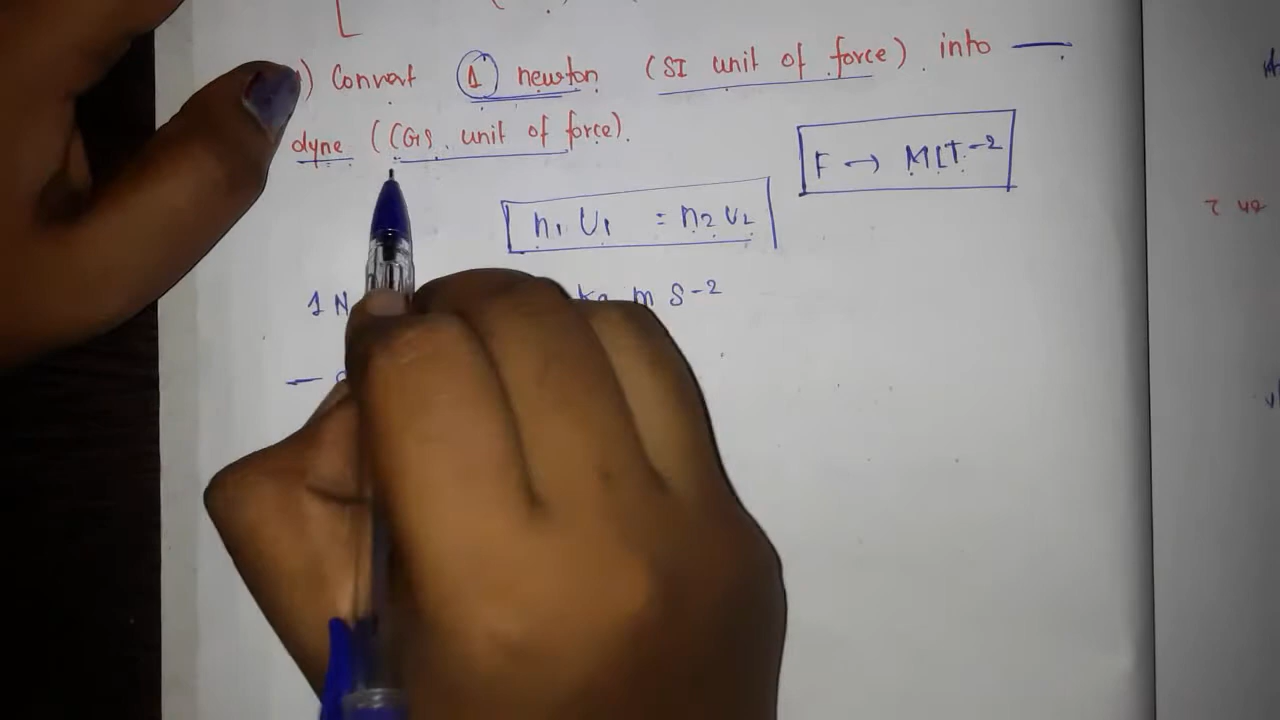 ) Convert 1 newton (SI unit of force) into —
dyne (CGS unit of force).
F → MLT-2
n1 U1 = n2 U2
1 N kg m S-2